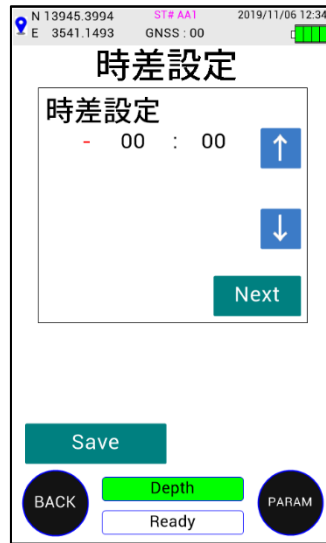 N 13945.3994 ST# AA1 2019/11/06 12:34
E 3541.1493 GNSS : 00
時差設定
時差設定
- 00 : 00
↑
↓
Next
Save
BACK
Depth
Ready
PARAM